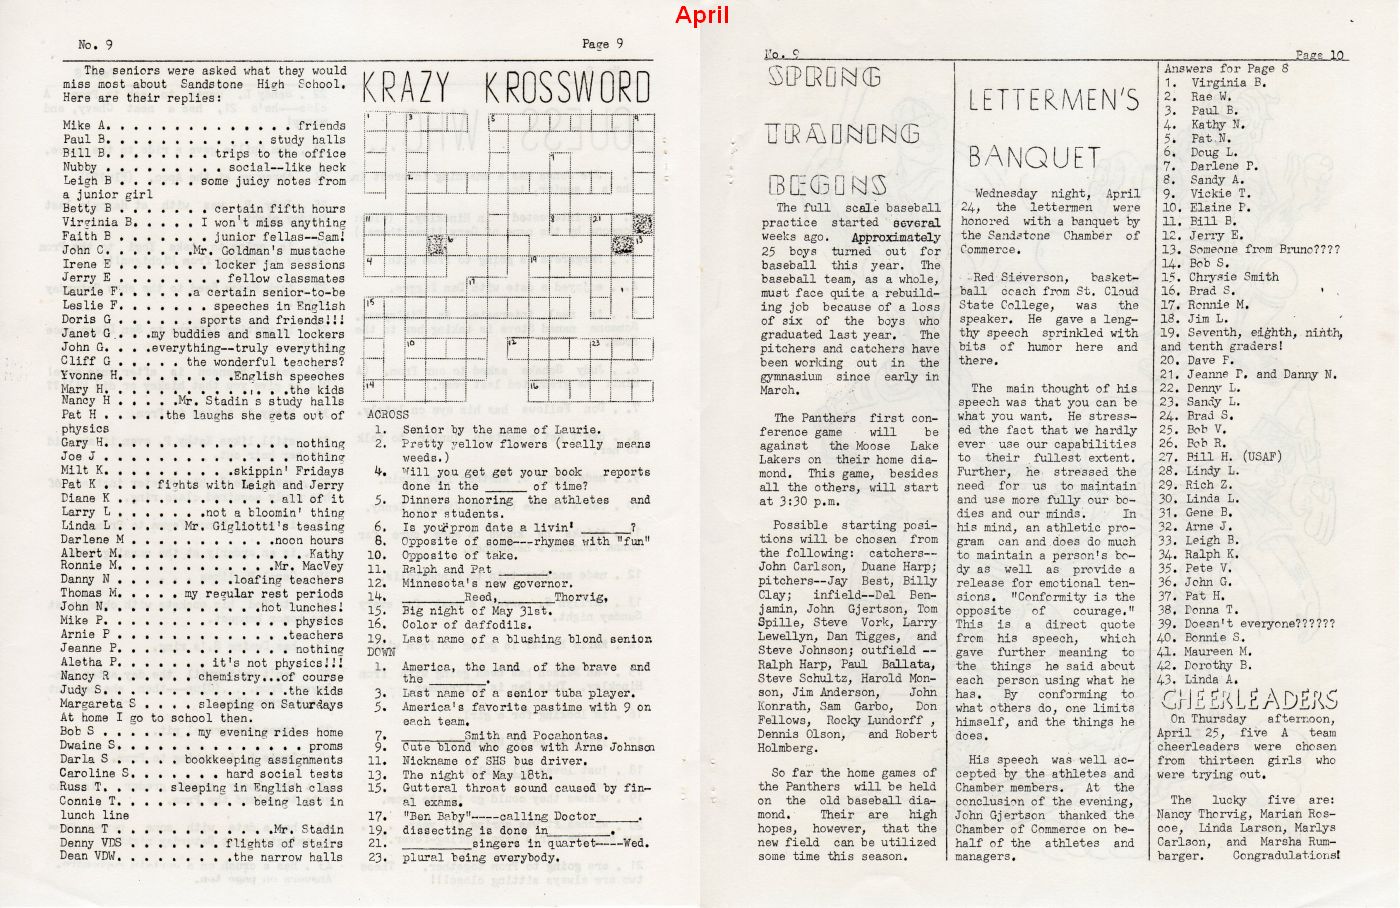 April
No. 9
Page 9
The seniors were asked what they would
miss most about Sandstone High School.
Here are their replies:
Mike A. . . . . . . . . . . . . . friends
Paul B. . . . . . . . . . . . study halls
Bill B. . . . . . . . trips to the office
Nubby . . . . . . . . . social--like heck
Leigh B . . . . . . some juicy notes from
a junior girl
Betty B . . . . . . . certain fifth hours
Virginia B. . . . . I won't miss anything
Faith B . . . . . . . junior fellas--Sam!
John C. . . . . . .Mr. Goldman's mustache
Irene E . . . . . . . locker jam sessions
Jerry E . . . . . . . . fellow classmates
Laurie F. . . . . . .a certain senior-to-be
Leslie F. . . . . . . speeches in English
Doris G . . . . . . sports and friends!!!
Janet G . . .my buddies and small lockers
John G. . . .everything--truly everything
Cliff G . . . . . the wonderful teachers?
Yvonne H. . . . . . . . .English speeches
Mary H. . . . . . . . . . . . .the kids
Nancy H . . . . .Mr. Stadin s study halls
Pat H . . . .the laughs she gets out of
physics
Gary H. . . . . . . . . . . . . . nothing
Joe J . . . . . . . . . . . . . . nothing
Milt K. . . . . . . . . .skippin' Fridays
Pat K . . . . fights with Leigh and Jerry
Diane K . . . . . . . . . . . . all of it
Larry L . . . . . . . not a bloomin' thing
Linda L . . . . . Mr. Gigliotti's teasing
Darlene M . . . . . . . . . . .noon hours
Albert M. . . . . . . . . . . . . . Kathy
Ronnie M. . . . . . . . . . . .Mr. MacVey
Danny N . . . . . . . . .loafing teachers
Thomas M. . . . . my regular rest periods
John N. . . . . . . . . . . .hot lunches!
Mike P. . . . . . . . . . . . . . physics
Arnie P . . . . . . . . . . . . .teachers
Jeanne P. . . . . . . . . . . . . nothing
Aletha P. . . . . . . it's not physics!!!
Nancy R . . . . . . chemistry...of course
Judy S. . . . . . . . . . . . . .the kids
Margareta S . . . . sleeping on Saturdays
At home I go to school then.
Bob S . . . . . . . my evening rides home
Dwaine S. . . . . . . . . . . . . . proms
Darla S . . . . . bookkeeping assignments
Caroline S. . . . . . . hard social tests
Russ T. . . . . .sleeping in English class
Connie T. . . . . . . . . . being last in
lunch line
Donna T . . . . . . . . . . . .Mr. Stadin
Denny VDS . . . . . . . flights of stairs
Dean VDW. . . . . . . . .the narrow halls
KRAZY KROSSWORD
ACROSS
1. Senior by the name of Laurie.
2. Pretty yellow flowers (really means
weeds.)
4. Will you get get your book reports
done in the _____ of time?
5. Dinners honoring the athletes and
honor students.
6. Is your prom date a livin' ______?
8. Opposite of some---rhymes with "fun"
10. Opposite of take.
11. Ralph and Pat ______.
12. Minnesota's new governor.
14. ________Reed,________Thorvig,
15. Big night of May 31st.
16. Color of daffodils.
19. Last name of a blushing blond senior
DOWN
1. America, the land of the brave and
the ________.
3. Last name of a senior tuba player.
5. America's favorite pastime with 9 on
each team.
7. ________Smith and Pocahontas.
9. Cute blond who goes with Arne Johnson
11. Nickname of SHS bus driver.
13. The night of May 18th.
15. Gutteral throat sound caused by fin-
al exams.
17. "Ben Baby"----calling Doctor______.
19. dissecting is done in________.
21. ________singers in quartet----Wed.
23. plural being everybody.
No. 9
Page 10
SPRING
TRAINING
BEGINS
The full scale baseball
practice started several
weeks ago. Approximately
25 boys turned out for
baseball this year. The
baseball team, as a whole,
must face quite a rebuild-
ing job because of a loss
of six of the boys who
graduated last year. The
pitchers and catchers have
been working out in the
gymnasium since early in
March.
The Panthers first con-
ference game will be
against the Moose Lake
Lakers on their home dia-
mond. This game, besides
all the others, will start
at 3:30 p.m.
Possible starting posi-
tions will be chosen from
the following: catchers--
John Carlson, Duane Harp;
pitchers--Jay Best, Billy
Clay; infield--Del Ben-
jamin, John Gjertson, Tom
Spille, Steve Vork, Larry
Lewellyn, Dan Tigges, and
Steve Johnson; outfield --
Ralph Harp, Paul Ballata,
Steve Schultz, Harold Mon-
son, Jim Anderson, John
Konrath, Sam Garbo, Don
Fellows, Rocky Lundorff ,
Dennis Olson, and Robert
Holmberg.
So far the home games of
the Panthers will be held
on the old baseball dia-
mond. Their are high
hopes, however, that the
new field can be utilized
some time this season.
LETTERMEN'S
BANQUET
Wednesday night, April
24, the lettermen were
honored with a banquet by
the Sandstone Chamber of
Commerce.
Red Sieverson, basket-
ball coach from St. Cloud
State College, was the
speaker. He gave a leng-
thy speech sprinkled with
bits of humor here and
there.
The main thought of his
speech was that you can be
what you want. He stress-
ed the fact that we hardly
ever use our capabilities
to their fullest extent.
Further, he stressed the
need for us to maintain
and use more fully our bo-
dies and our minds. In
his mind, an athletic pro-
gram can and does do much
to maintain a person's bo-
dy as well as provide a
release for emotional ten-
sions. "Conformity is the
opposite of courage."
This is a direct quote
from his speech, which
gave further meaning to
the things he said about
each person using what he
has. By conforming to
what others do, one limits
himself, and the things he
does.
His speech was well ac-
cepted by the athletes and
Chamber members. At the
conclusion of the evening,
John Gjertson thanked the
Chamber of Commerce on be-
half of the athletes and
managers.
Answers for Page 8
1. Virginia B.
2. Rae W.
3. Paul B.
4. Kathy N.
5. Pat N.
6. Doug L.
7. Darlene P.
8. Sandy A.
9. Vickie T.
10. Elaine P.
11. Bill B.
12. Jerry E.
13. Someone from Bruno????
14. Bob S.
15. Chrysie Smith
16. Brad S.
17. Ronnie M.
18. Jim L.
19. Seventh, eighth, ninth,
and tenth graders!
20. Dave F.
21. Jeanne P. and Danny N.
22. Denny L.
23. Sandy L.
24. Brad S.
25. Bob V.
26. Bob R.
27. Bill H. (USAF)
28. Lindy L.
29. Rich Z.
30. Linda L.
31. Gene B.
32. Arne J.
33. Leigh B.
34. Ralph K.
35. Pete V.
36. John G.
37. Pat H.
38. Donna T.
39. Doesn't everyone??????
40. Bonnie S.
41. Maureen M.
42. Dorothy B.
43. Linda A.
CHEERLEADERS
On Thursday afternoon,
April 25, five A team
cheerleaders were chosen
from thirteen girls who
were trying out.
The lucky five are:
Nancy Thorvig, Marian Ros-
coe, Linda Larson, Marlys
Carlson, and Marsha Rum-
barger. Congradulations!